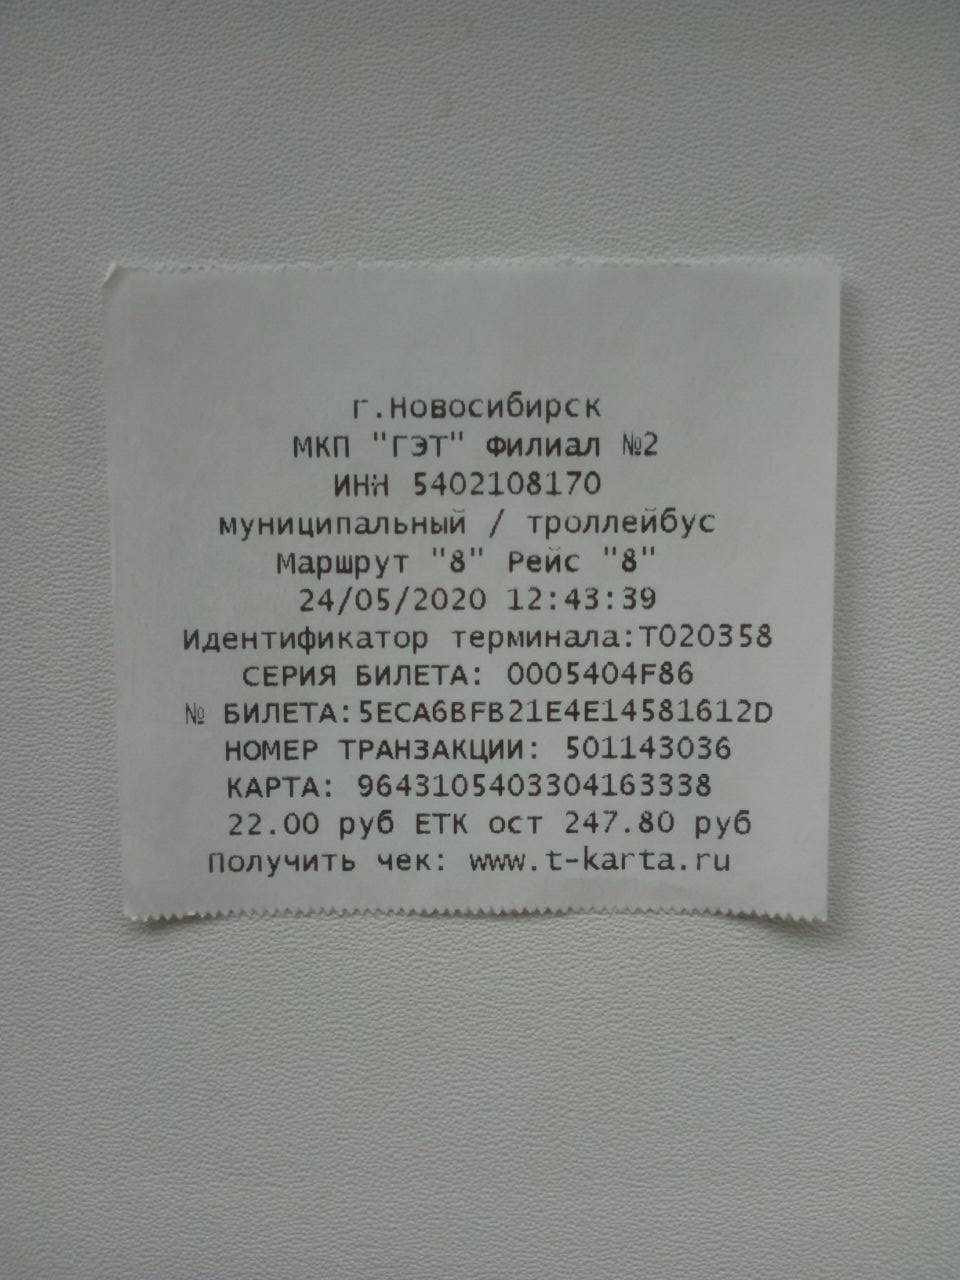 г.Новосибирск
МКП "ГЭТ" Филиал №2
ИНН 5402108170
муниципальный / троллейбус
Маршрут "8" Рейс "8"
24/05/2020 12:43:39
Идентификатор терминала:Т020358
СЕРИЯ БИЛЕТА: 0005404F86
№ БИЛЕТА:5ECA6BFB21E4E14581612D
НОМЕР ТРАНЗАКЦИИ: 501143036
КАРТА: 9643105403304163338
22.00 руб ЕТК ост 247.80 руб
Получить чек: www.t-karta.ru